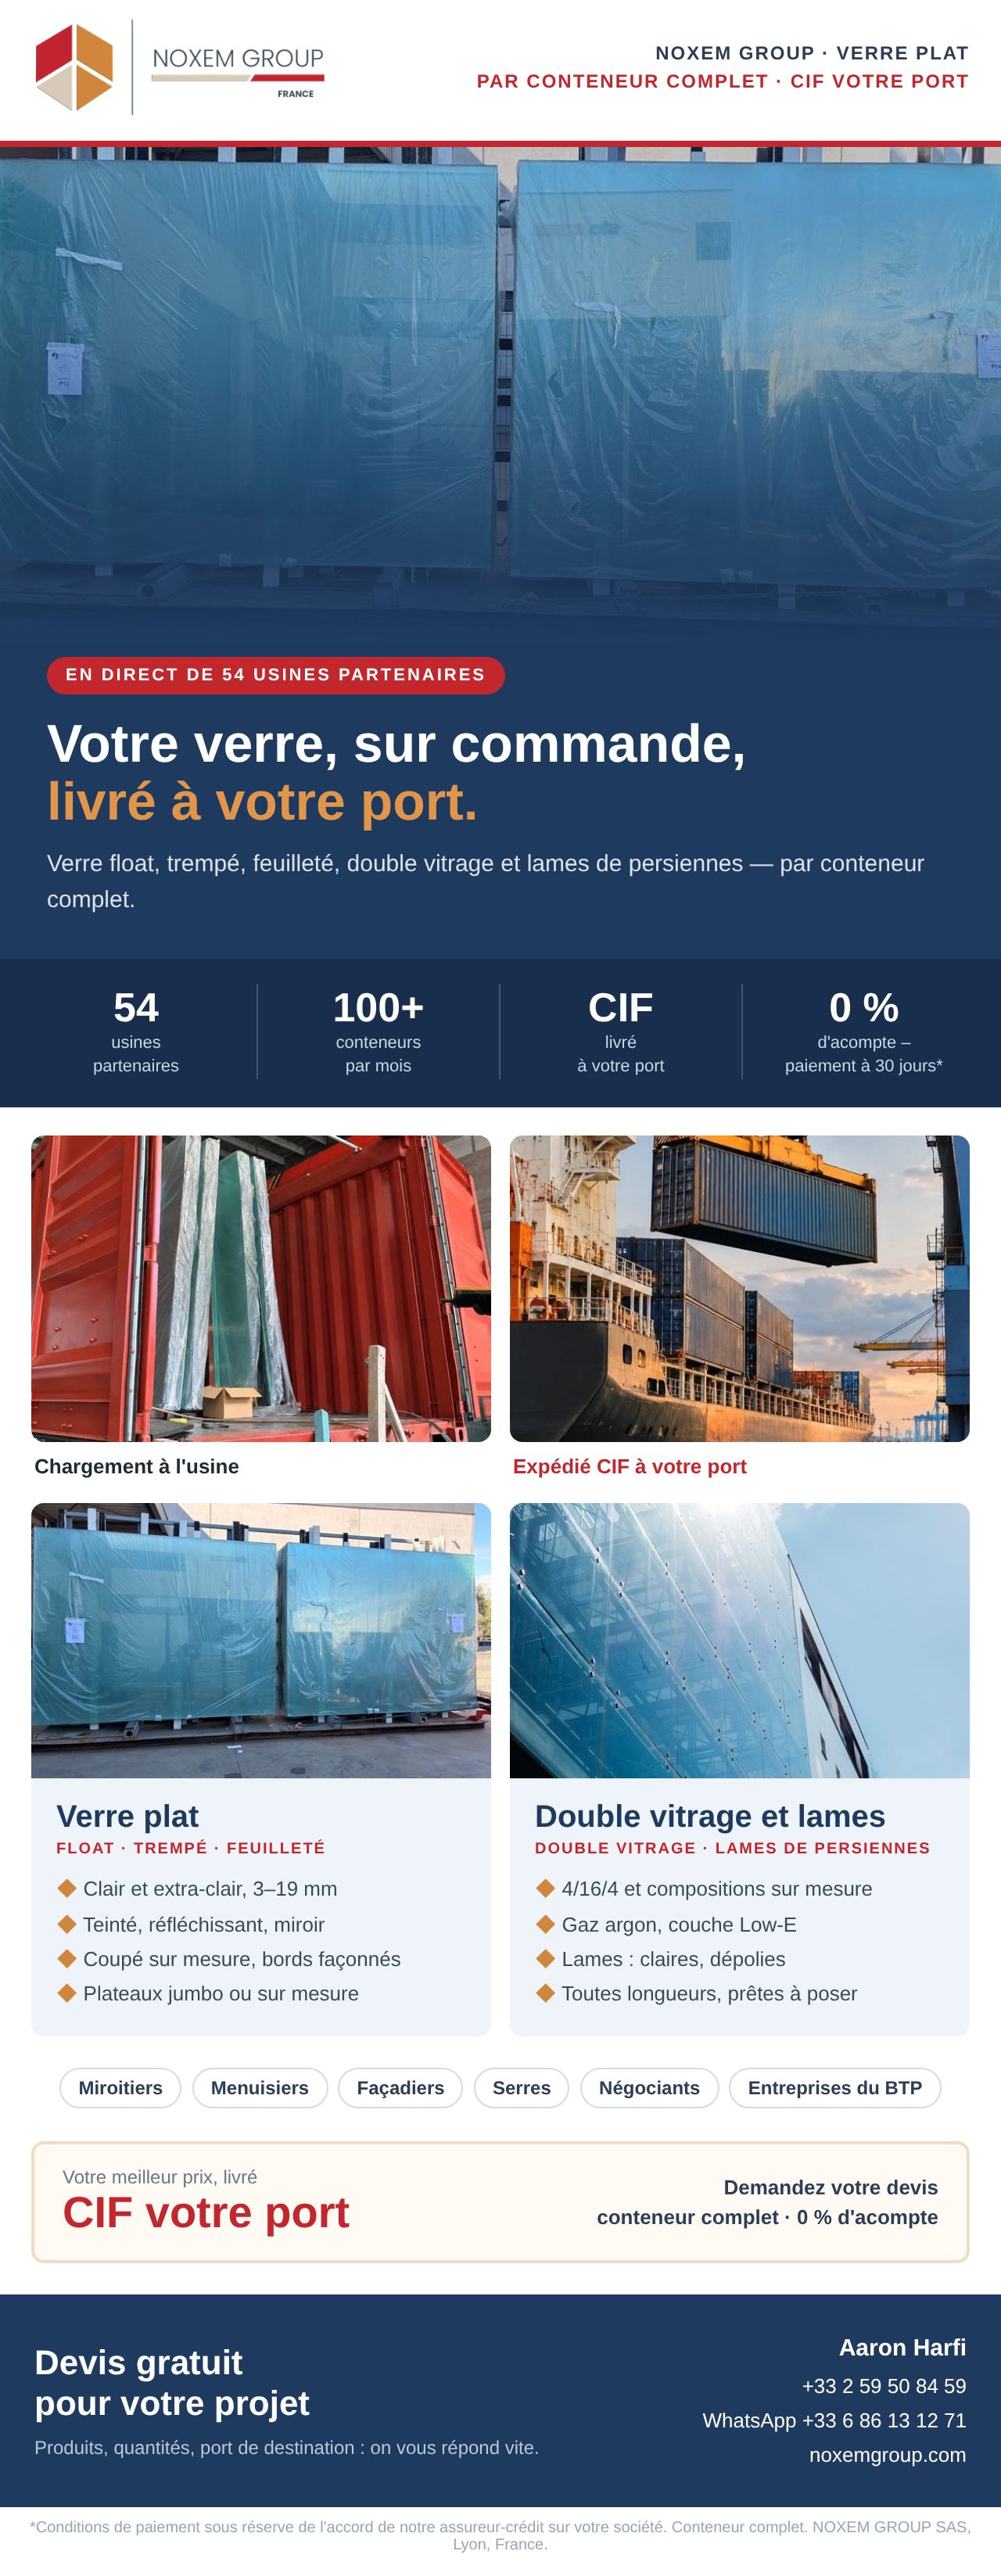 NOXEM GROUP
FRANCE
NOXEM GROUP · VERRE PLAT
PAR CONTENEUR COMPLET · CIF VOTRE PORT
EN DIRECT DE 54 USINES PARTENAIRES
Votre verre, sur commande,
livré à votre port.
Verre float, trempé, feuilleté, double vitrage et lames de persiennes — par conteneur
complet.
54
usines
partenaires
100+
conteneurs
par mois
CIF
livré
à votre port
0 %
d'acompte –
paiement à 30 jours*
Chargement à l'usine
Expédié CIF à votre port
Verre plat
FLOAT · TREMPÉ · FEUILLETÉ
Clair et extra-clair, 3–19 mm
Teinté, réfléchissant, miroir
Coupé sur mesure, bords façonnés
Plateaux jumbo ou sur mesure
Double vitrage et lames
DOUBLE VITRAGE · LAMES DE PERSIENNES
4/16/4 et compositions sur mesure
Gaz argon, couche Low-E
Lames : claires, dépolies
Toutes longueurs, prêtes à poser
Miroitiers
Menuisiers
Façadiers
Serres
Négociants
Entreprises du BTP
Votre meilleur prix, livré
CIF votre port
Demandez votre devis
conteneur complet · 0 % d'acompte
Devis gratuit
pour votre projet
Produits, quantités, port de destination : on vous répond vite.
Aaron Harfi
+33 2 59 50 84 59
WhatsApp +33 6 86 13 12 71
noxemgroup.com
*Conditions de paiement sous réserve de l'accord de notre assureur-crédit sur votre société. Conteneur complet. NOXEM GROUP SAS,
Lyon, France.